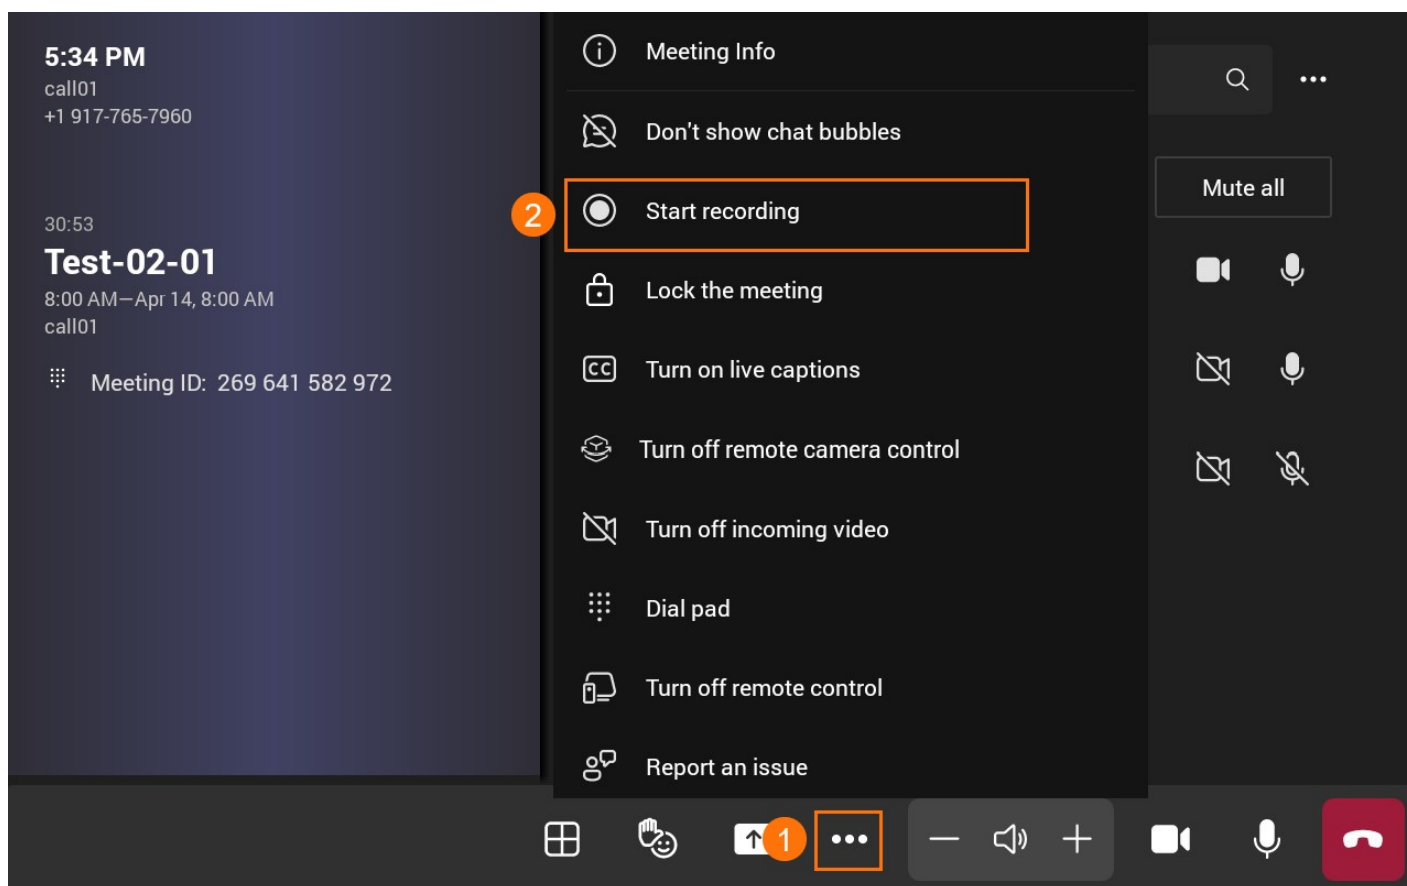 5:34 PM
call01
+1 917-765-7960
30:53
Test-02-01
8:00 AM—Apr 14, 8:00 AM
call01
Meeting ID: 269 641 582 972
Meeting Info
Don't show chat bubbles
2
Start recording
Lock the meeting
CC
Turn on live captions
Turn off remote camera control
Turn off incoming video
Dial pad
Turn off remote control
Report an issue
Mute all
1